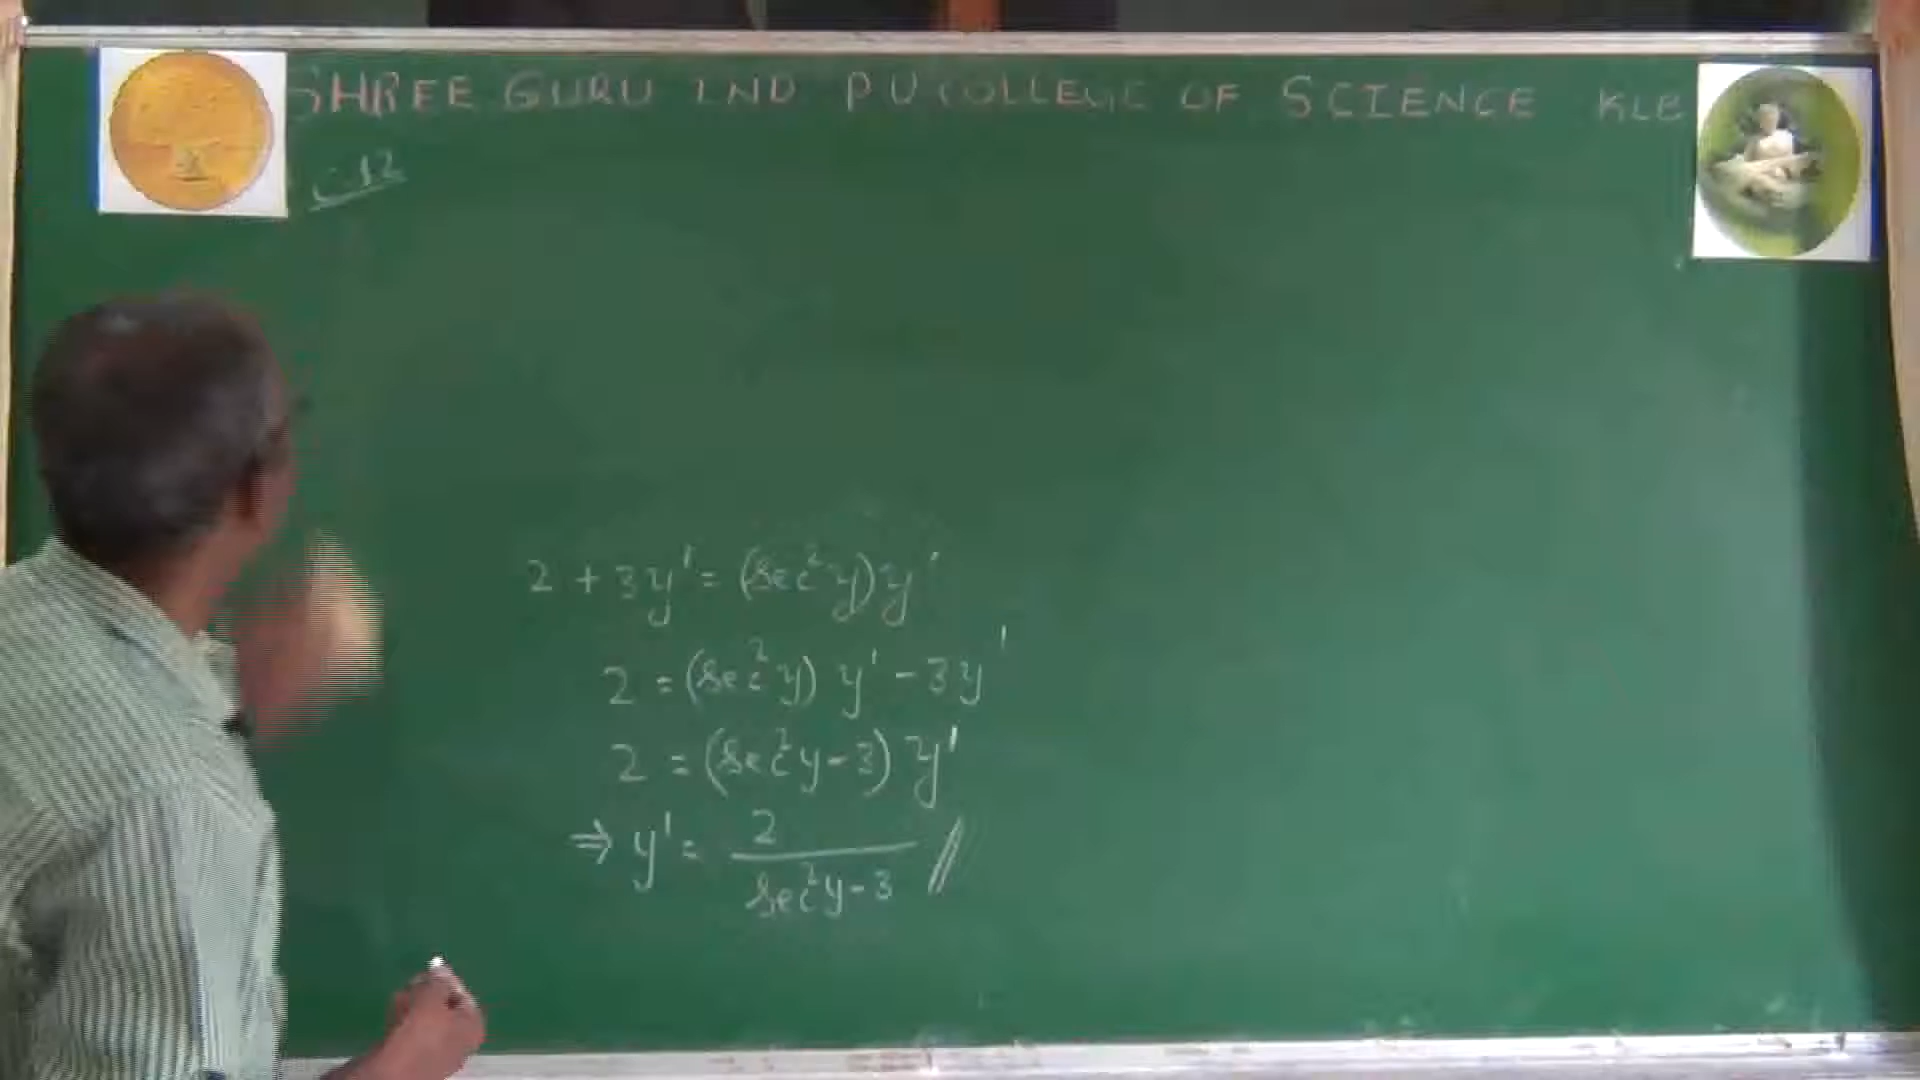 SHREE GURU IND PU COLLEGE OF SCIENCE KLB
2 + 3y' = (sec²y)y'
2 = (sec²y) y' - 3y'
2 = (sec²y-3) y'
⇒ y' = 2 / sec²y-3 //